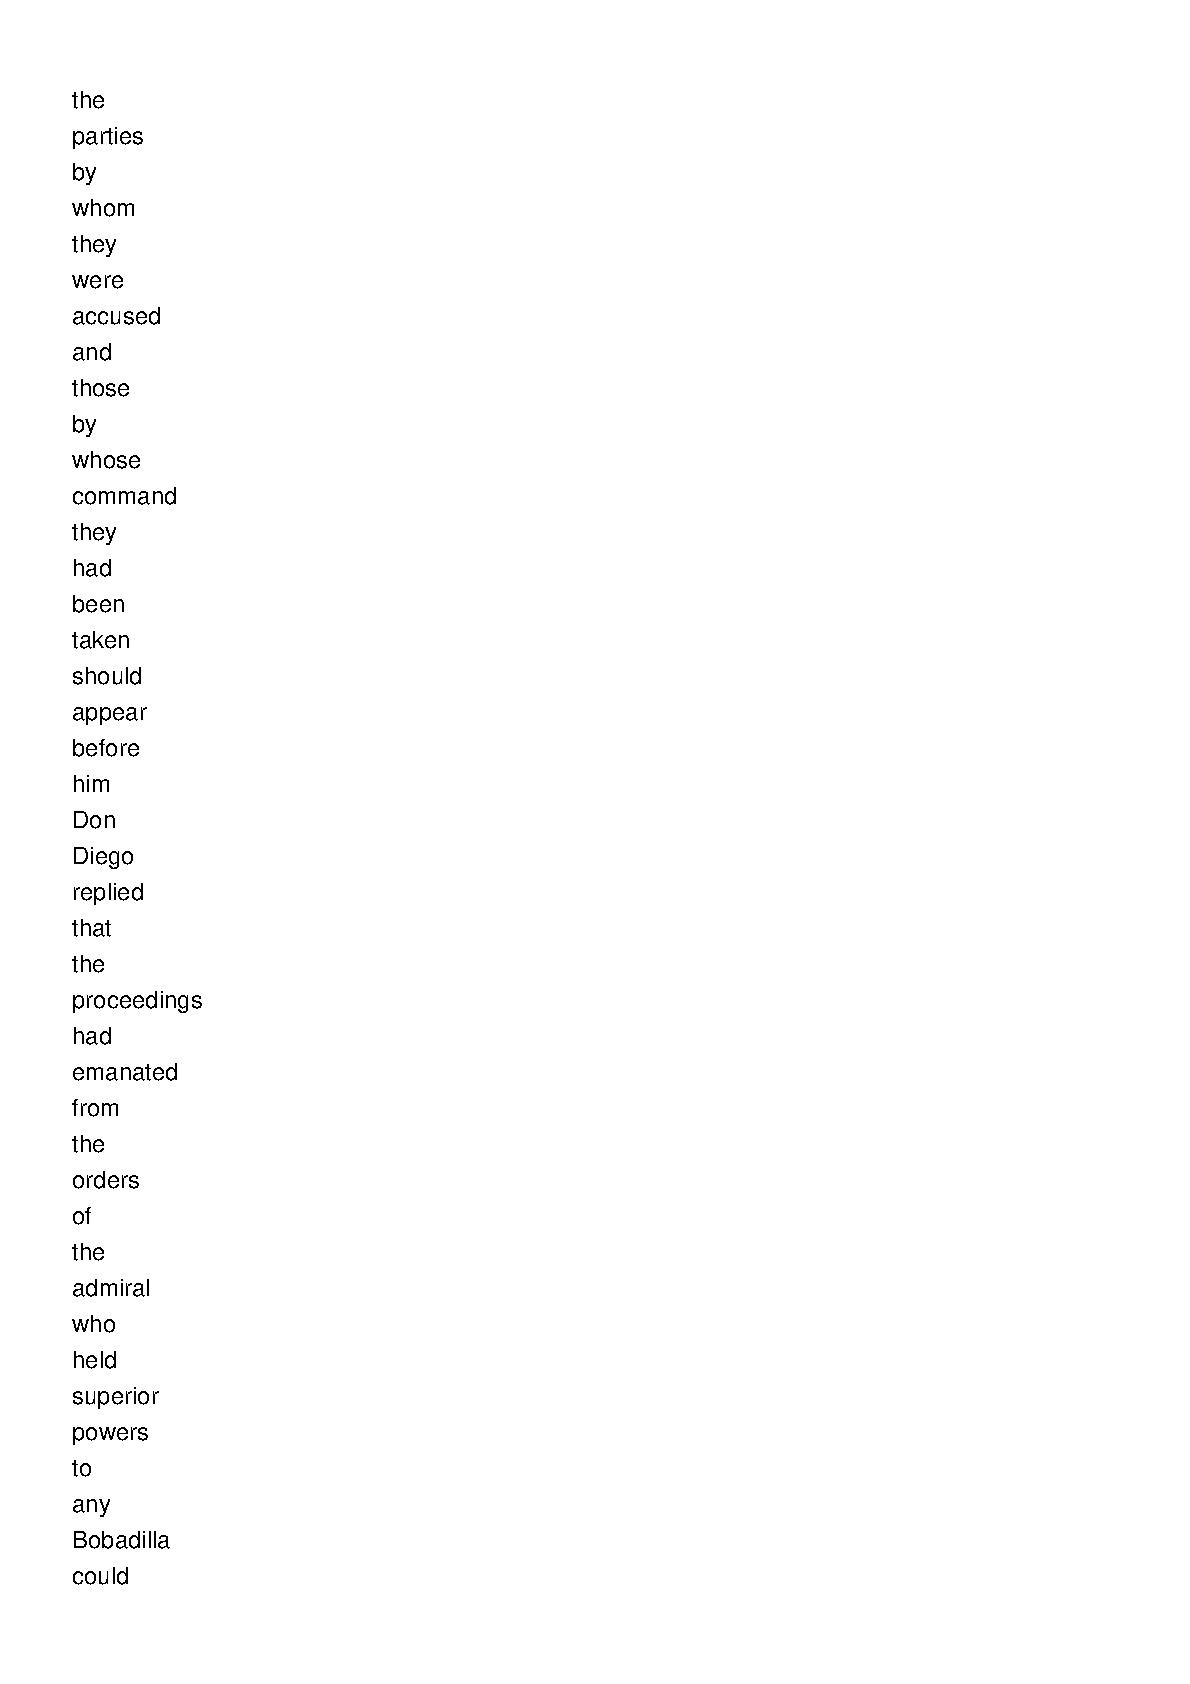 the
parties
by
whom
they
were
accused
and
those
by
whose
command
they
had
been
taken
should
appear
before
him
Don
Diego
replied
that
the
proceedings
had
emanated
from
the
orders
of
the
admiral
who
held
superior
powers
to
any
Bobadilla
could